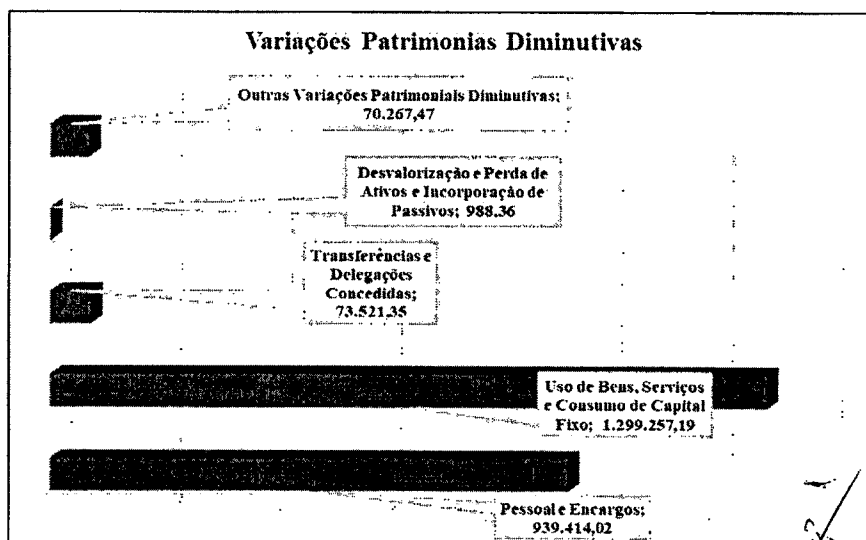 Variações Patrimonias Diminutivas
Outras Variações Patrimoniais Diminutivas;
70.267,47
Desvalorização e Perda de
Ativos e Incorporação de
Passivos; 988,36
Transferências e
Delegações
Concedidas;
73.521,35
Uso de Bens, Serviços
e Consumo de Capital
Fixo; 1.299.257,19
Pessoal e Encargos;
939.414,02